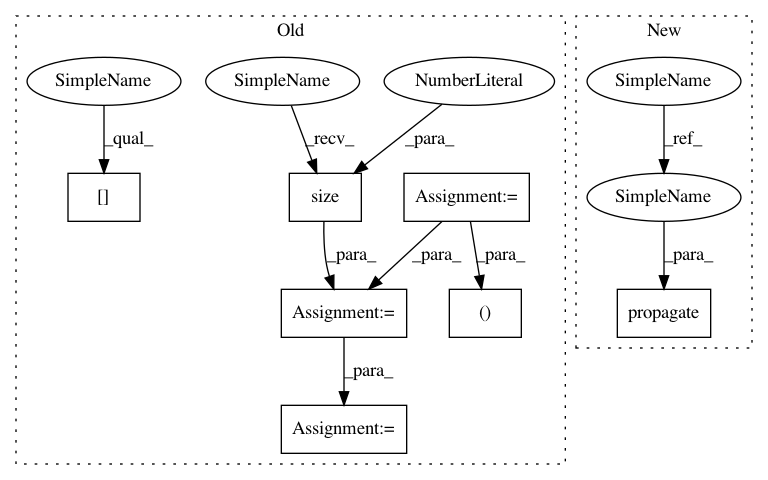 Old
New
SimpleName
SimpleName
NumberLiteral
SimpleName
_qual_
_recv_
_para_
_ref_
[]
size
Assignment:=
SimpleName
_para_
_para_
_para_
_para_
Assignment:=
()
propagate
_para_
Assignment:=